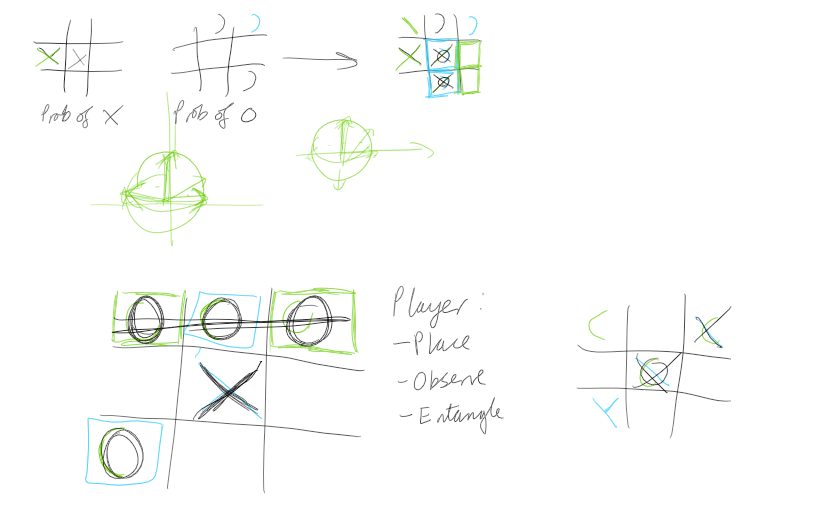 Prob of X
Prob of O
Player:
- Place
- Observe
- Entangle